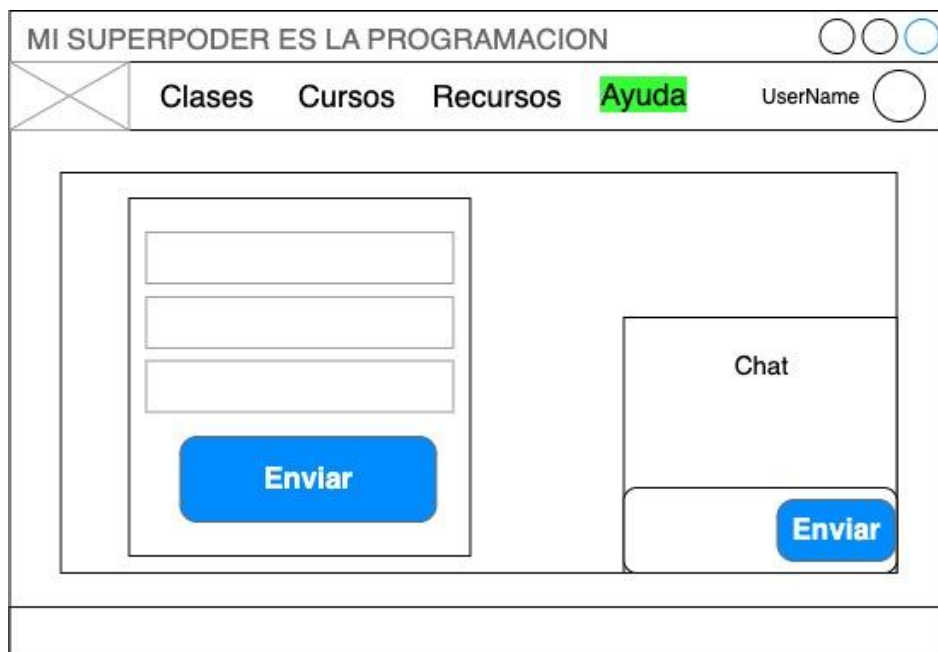 MI SUPERPODER ES LA PROGRAMACION
Clases Cursos Recursos Ayuda UserName
Chat
Enviar
Enviar